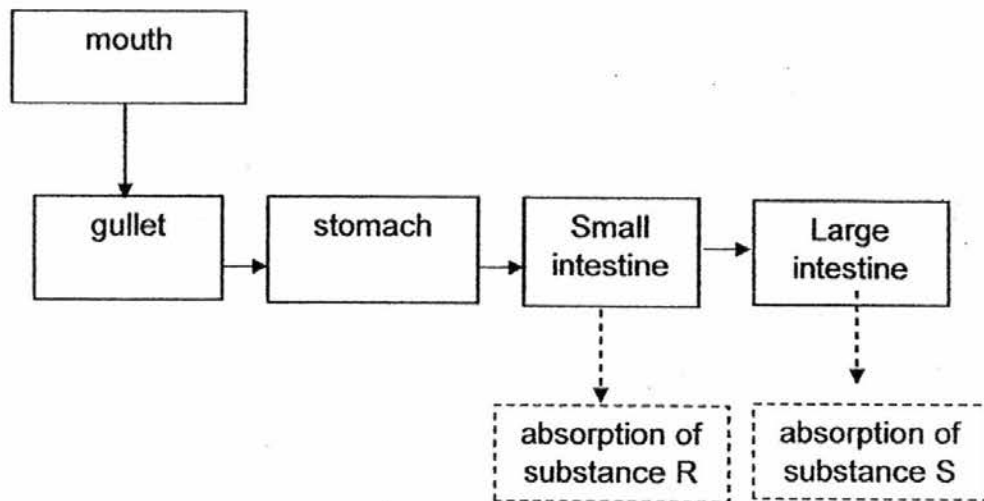 mouth
gullet
stomach
Small
intestine
Large
intestine
absorption of
substance R
absorption of
substance S